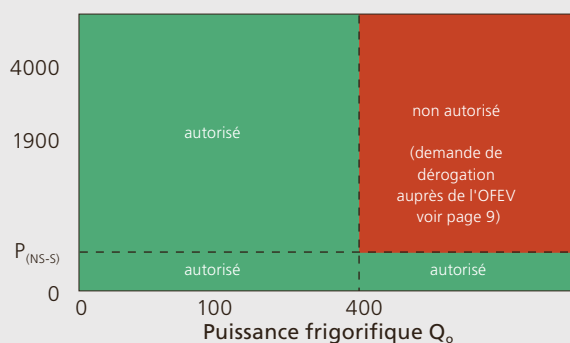 4000
1900
autorisé
non autorisé
(demande de
dérogation
auprès de l'OFEV
voir page 9)
P(NS-S)
autorisé
autorisé
0
0
100
400
Puissance frigorifique Qo